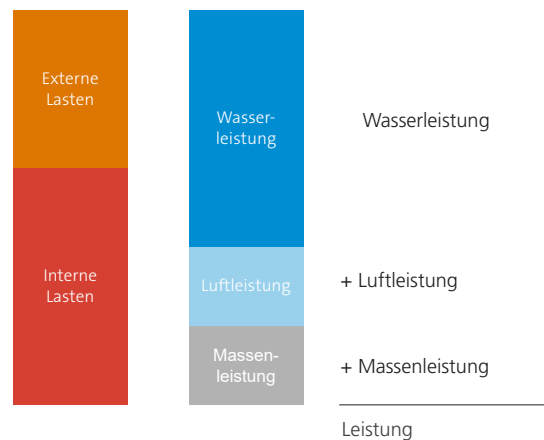 Externe
Lasten
Interne
Lasten
Wasser-
leistung
Luftleistung
Massen-
leistung
Wasserleistung
+ Luftleistung
+ Massenleistung
Leistung